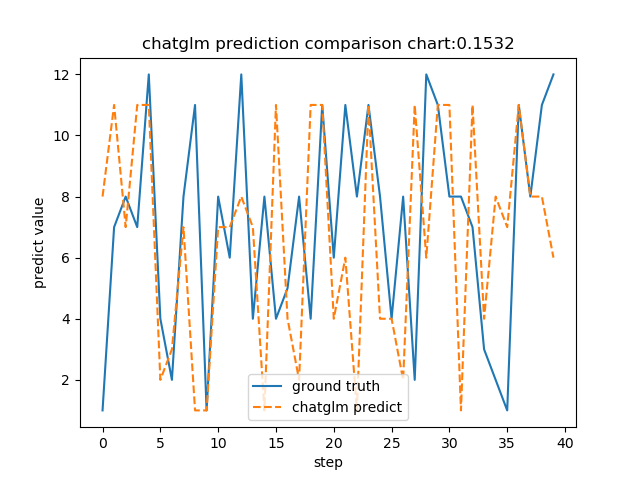 chatglm prediction comparison chart:0.1532
12
10
8
6
4
2
predict value
ground truth
chatglm predict
0 5 10 15 20 25 30 35 40
step